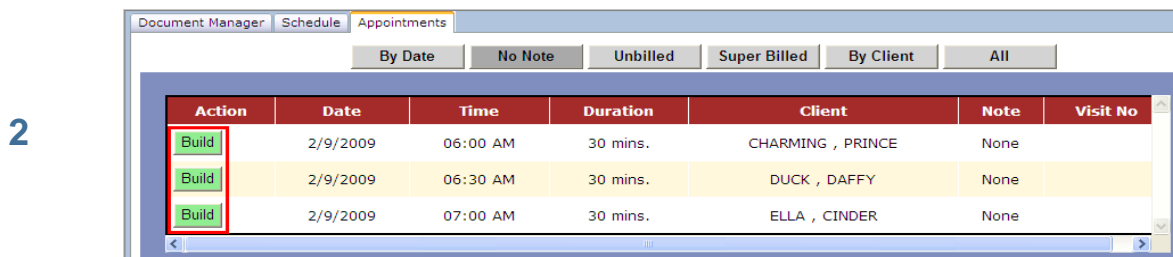 Document Manager Schedule Appointments
By Date No Note Unbilled Super Billed By Client All
2
Action Date Time Duration Client Note Visit No
Build 2/9/2009 06:00 AM 30 mins. CHARMING , PRINCE None
Build 2/9/2009 06:30 AM 30 mins. DUCK , DAFFY None
Build 2/9/2009 07:00 AM 30 mins. ELLA , CINDER None